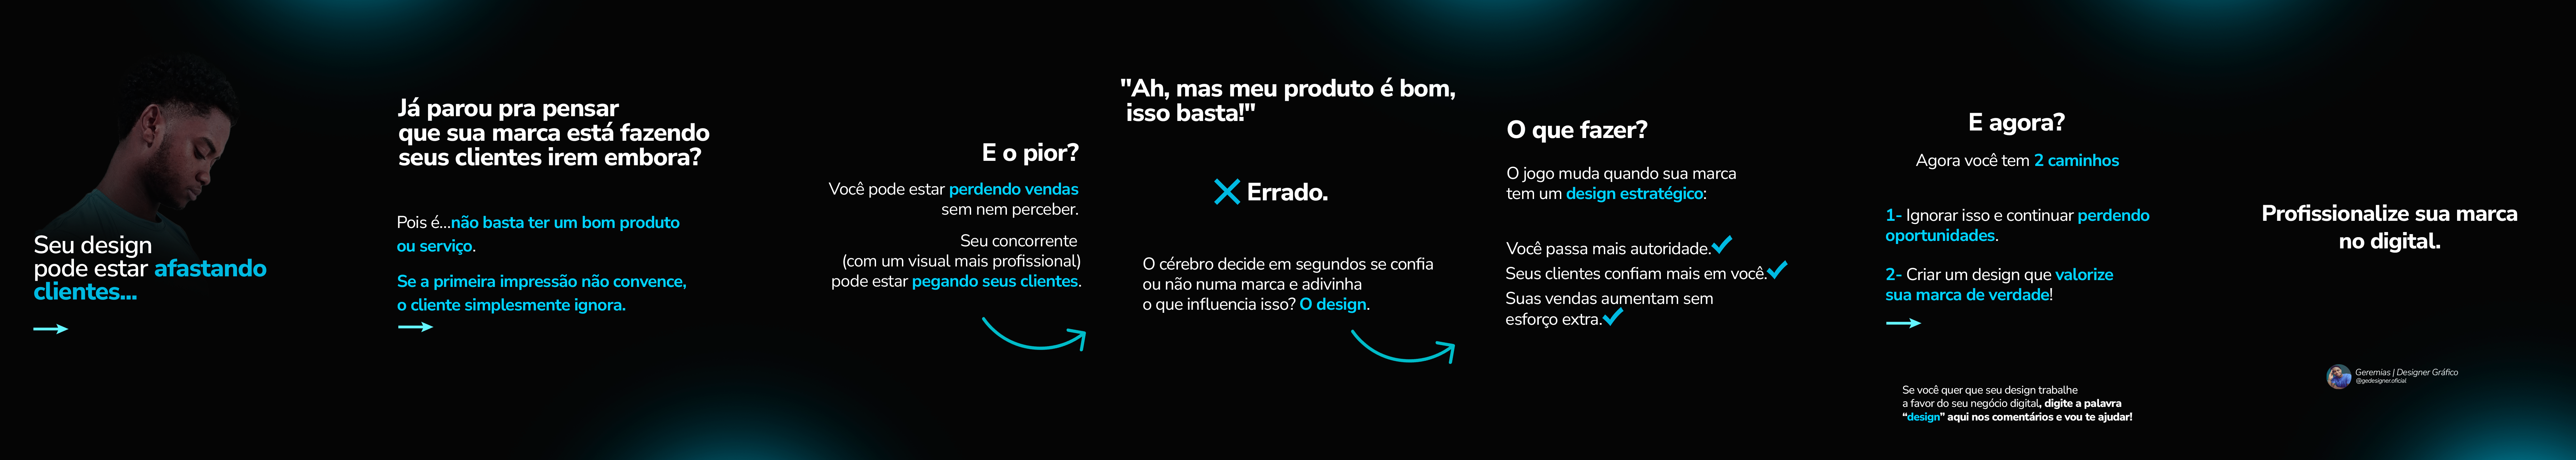 Seu design
pode estar afastando
clientes...
Já parou pra pensar
que sua marca está fazendo
seus clientes irem embora?
Pois é...não basta ter um bom produto
ou serviço.
Se a primeira impressão não convence,
o cliente simplesmente ignora.
E o pior?
Você pode estar perdendo vendas
sem nem perceber.
Seu concorrente
(com um visual mais profissional)
pode estar pegando seus clientes.
"Ah, mas meu produto é bom,
isso basta!"
Errado.
O cérebro decide em segundos se confia
ou não numa marca e adivinha
o que influencia isso? O design.
O que fazer?
O jogo muda quando sua marca
tem um design estratégico:
Você passa mais autoridade.
Seus clientes confiam mais em você.
Suas vendas aumentam sem
esforço extra.
E agora?
Agora você tem 2 caminhos
1- Ignorar isso e continuar perdendo
oportunidades.
2- Criar um design que valorize
sua marca de verdade!
Se você quer que seu design trabalhe
a favor do seu negócio digital, digite a palavra
“design” aqui nos comentários e vou te ajudar!
Profissionalize sua marca
no digital.
Geremias | Designer Gráfico
@gedesigner.oficial